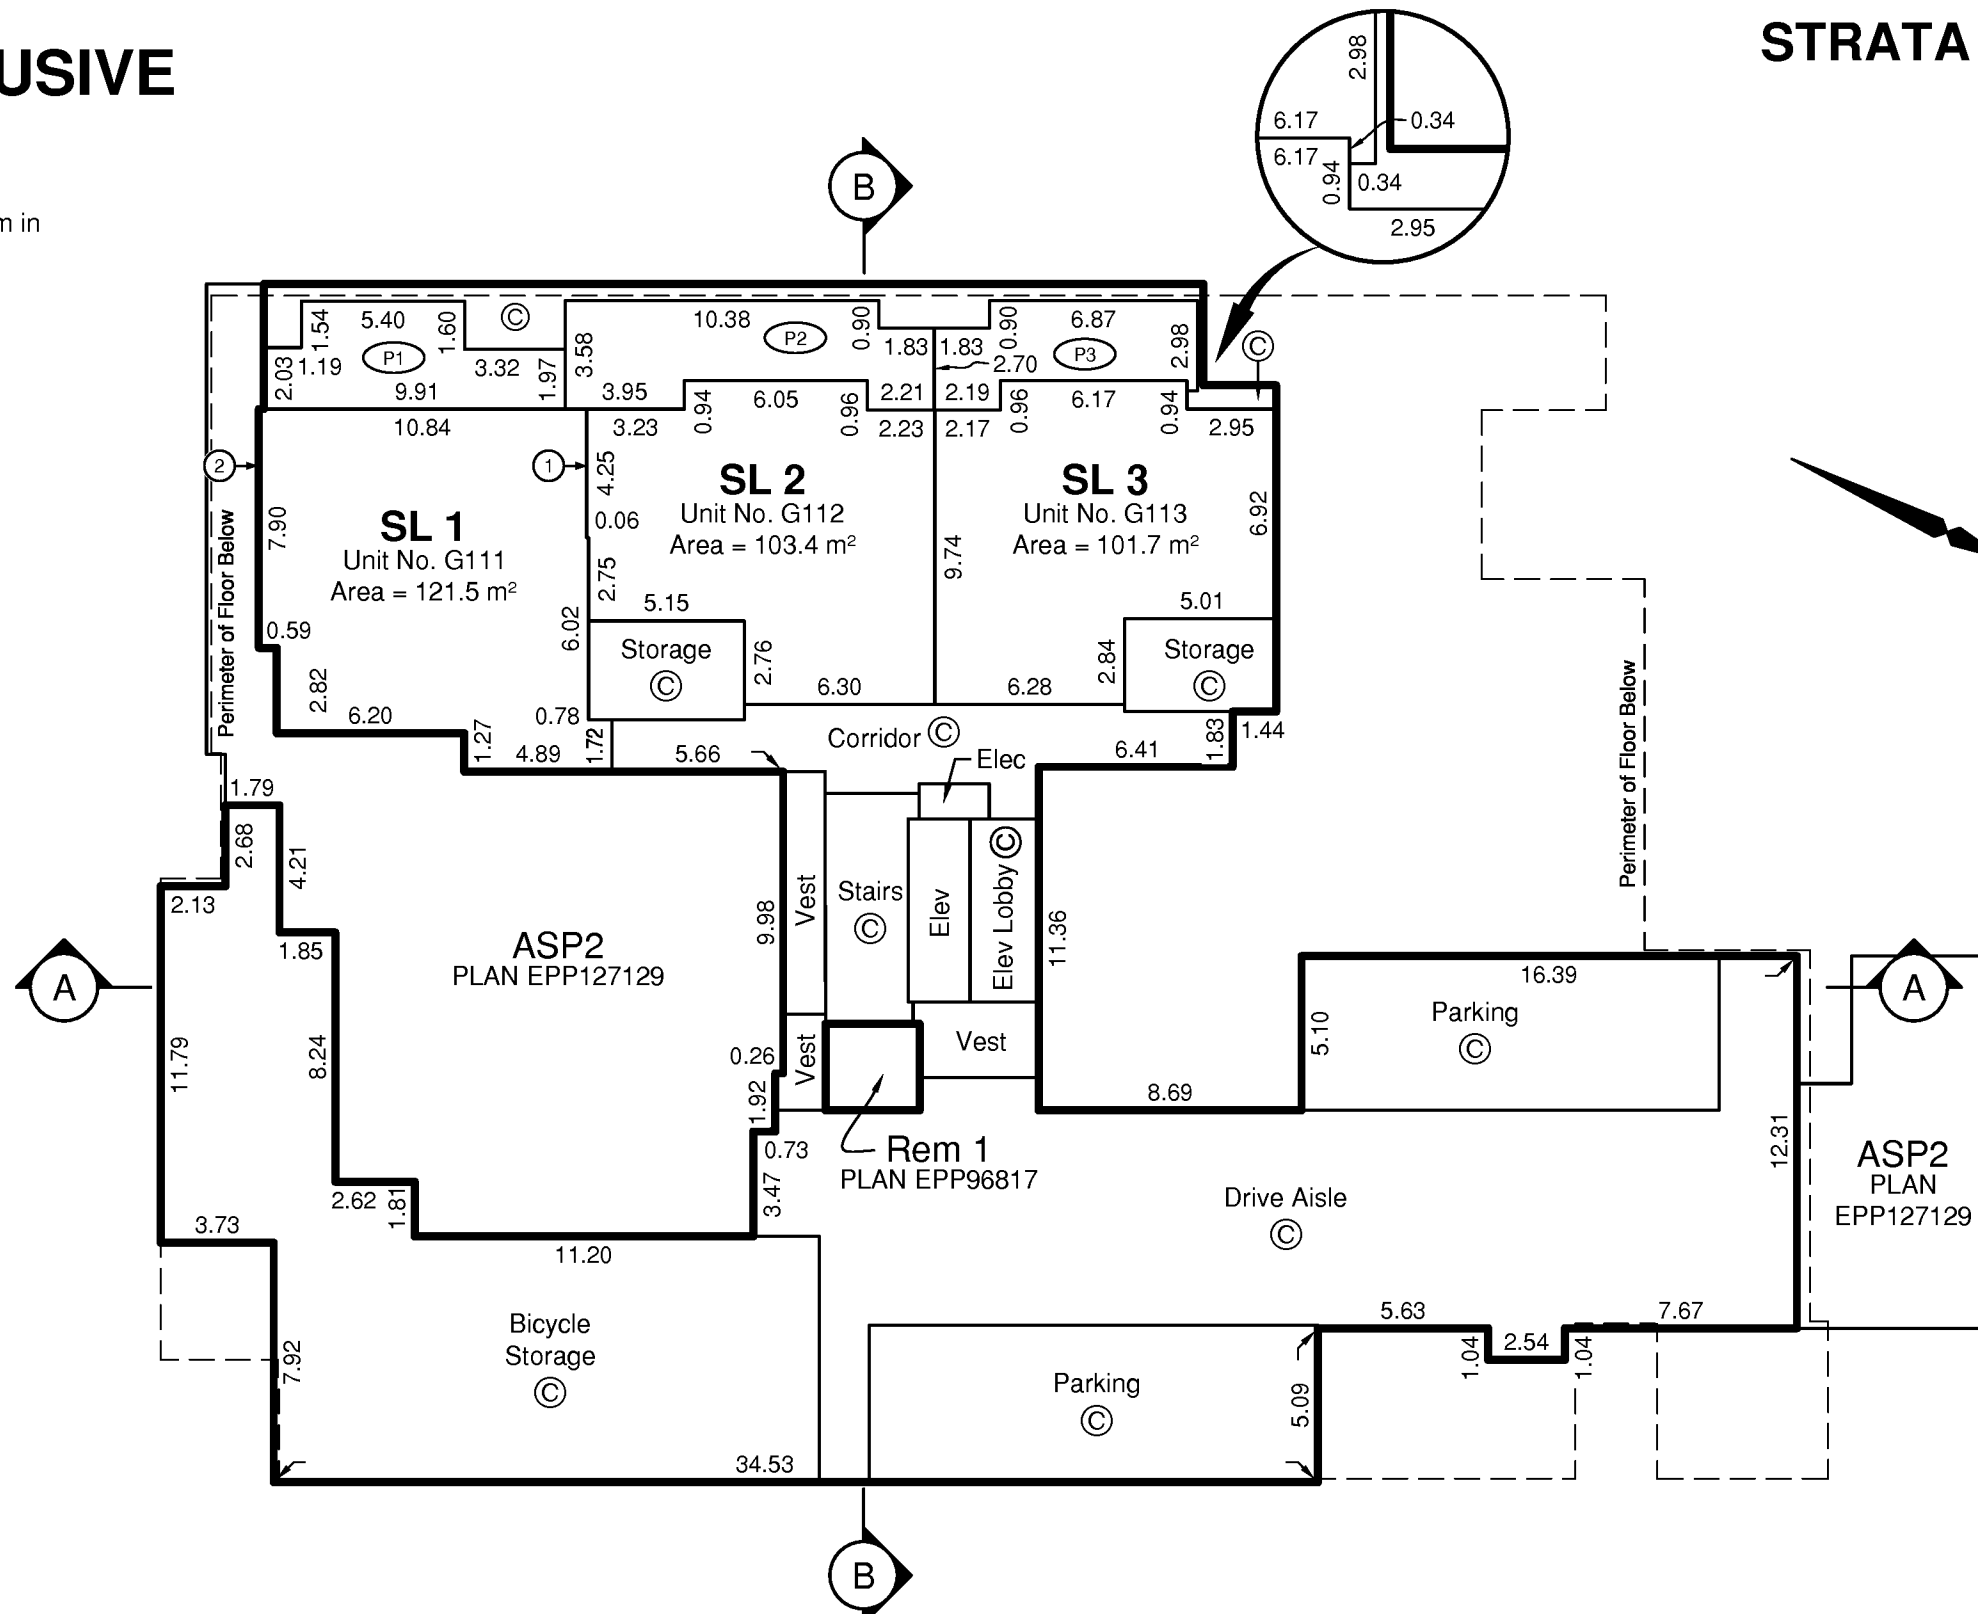 USIVE
STRATA
m in
2.98
6.17
0.34
6.17
0.94
0.34
2.95
B
1.54
5.40
1.60
©
3.58
10.38
P2
0.90
1.83
1.83
0.90
6.87
P3
2.98
©
P1
2.03
1.19
9.91
3.32
1.97
3.95
0.94
6.05
0.96
2.21
2.70
2.19
0.96
6.17
0.94
10.84
3.23
2.23
2.17
2.95
2
1
4.25
SL 1
Unit No. G111
Area = 121.5 m²
SL 2
Unit No. G112
Area = 103.4 m²
SL 3
Unit No. G113
Area = 101.7 m²
7.90
0.06
2.75
9.74
6.92
Perimeter of Floor Below
0.59
6.02
5.15
5.01
Storage
©
2.76
2.84
Storage
©
2.82
6.20
0.78
6.30
6.28
1.27
4.89
1.72
5.66
Corridor ©
6.41
1.83
1.44
Perimeter of Floor Below
Elec
1.79
2.68
4.21
2.13
1.85
ASP2
PLAN EPP127129
9.98
Vest
Stairs
©
Elev
Elev Lobby ©
11.36
16.39
Parking
©
5.10
A
A
11.79
8.24
0.26
Vest
Vest
1.92
0.73
8.69
12.31
Rem 1
PLAN EPP96817
ASP2
PLAN
EPP127129
2.62
1.81
3.47
3.73
11.20
Drive Aisle
©
Bicycle
Storage
©
7.92
34.53
Parking
©
5.09
5.63
1.04
2.54
1.04
7.67
B